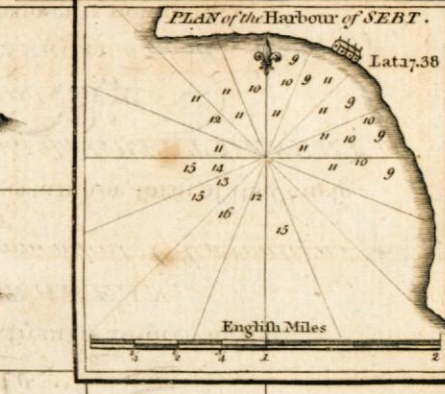 PLAN of the Harbour of SEBT.
Lat. 17.38
9
10 9 11
11 11 10
11 11 9
12 11 10
11 10 9
11 11 10
15 14 11 9
13
15 12
16
15
English Miles
1 2